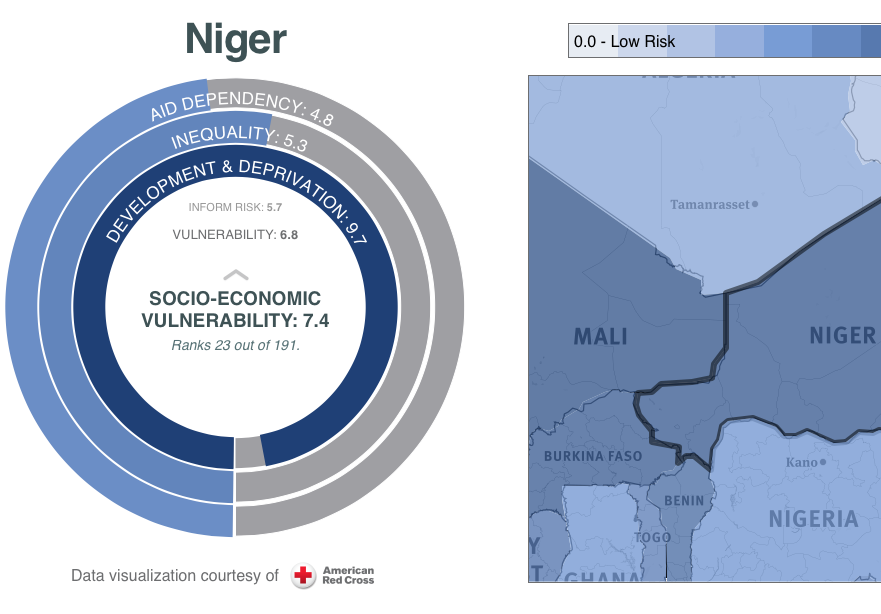 Niger
AID DEPENDENCY: 4.8
INEQUALITY: 5.3
DEVELOPMENT & DEPRIVATION: 9.7
INFORM RISK: 5.7
VULNERABILITY: 6.8
SOCIO-ECONOMIC
VULNERABILITY: 7.4
Ranks 23 out of 191.
Data visualization courtesy of
American
Red Cross
0.0 - Low Risk
ALGERIA
Tamanrasset
MALI
NIGER
BURKINA FASO
Kano
BENIN
NIGERIA
TOGO
Y
T
GHANA